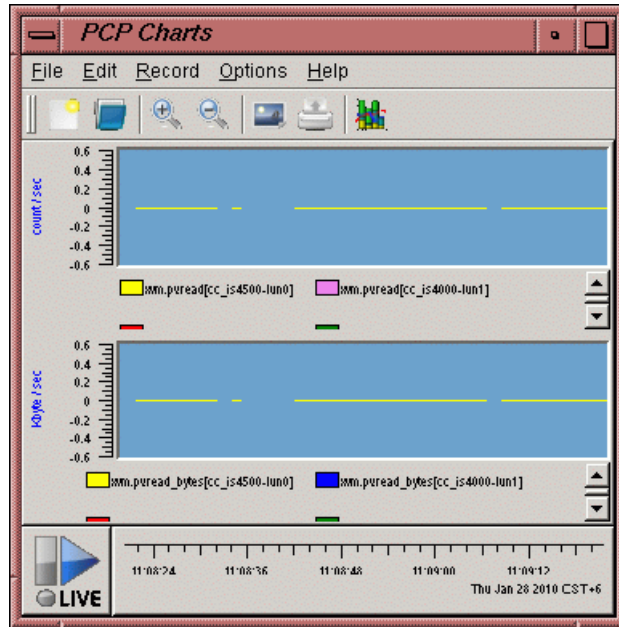 PCP Charts
File Edit Record Options Help
0.6
0.4
0.2
0
-0.2
-0.4
-0.6
count / sec
xvm.pvread[cc_is4500-lun0] xvm.pvread[cc_is4000-lun1]
0.6
0.4
0.2
0
-0.2
-0.4
-0.6
Kbyte / sec
xvm.pvread_bytes[cc_is4500-lun0] xvm.pvread_bytes[cc_is4000-lun1]
11:08:24 11:08:36 11:08:48 11:09:00 11:09:12
Thu Jan 28 2010 CST+6
LIVE